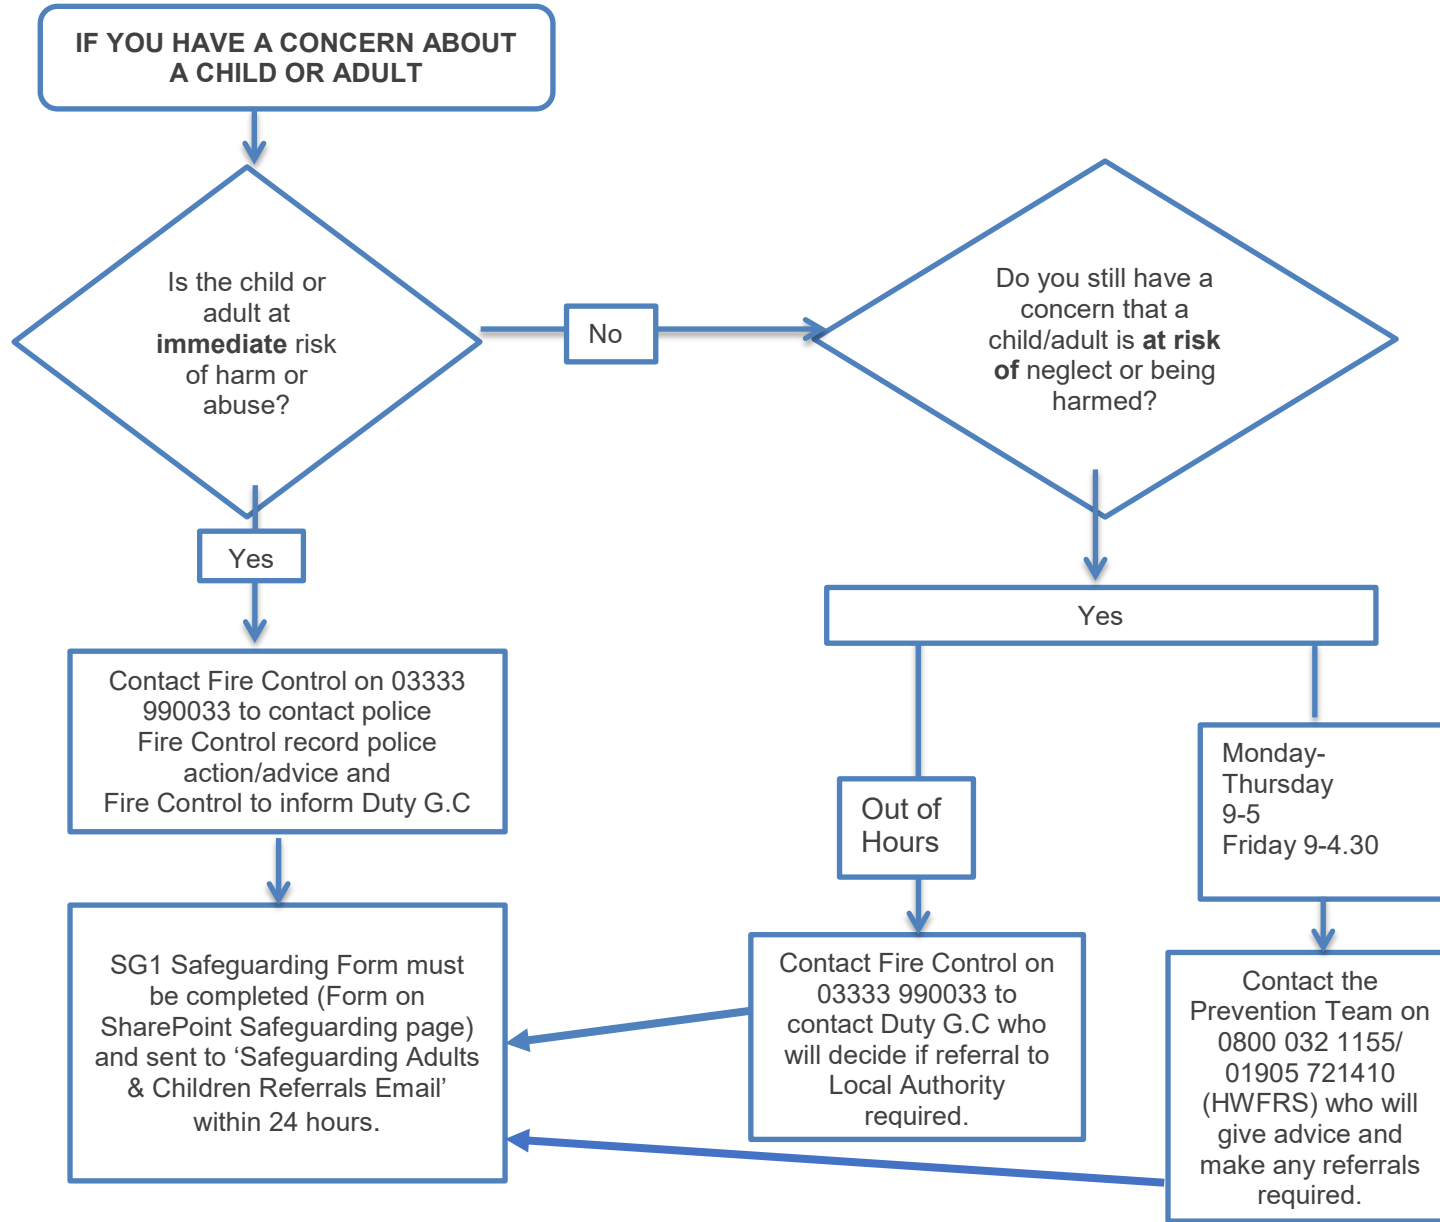 IF YOU HAVE A CONCERN ABOUT
A CHILD OR ADULT
Is the child or
adult at
immediate risk
of harm or
abuse?
No
Do you still have a
concern that a
child/adult is at risk
of neglect or being
harmed?
Yes
Yes
Contact Fire Control on 03333
990033 to contact police
Fire Control record police
action/advice and
Fire Control to inform Duty G.C
Out of
Hours
Monday-
Thursday
9-5
Friday 9-4.30
SG1 Safeguarding Form must
be completed (Form on
SharePoint Safeguarding page)
and sent to ‘Safeguarding Adults
& Children Referrals Email’
within 24 hours.
Contact Fire Control on
03333 990033 to
contact Duty G.C who
will decide if referral to
Local Authority
required.
Contact the
Prevention Team on
0800 032 1155/
01905 721410
(HWFRS) who will
give advice and
make any referrals
required.